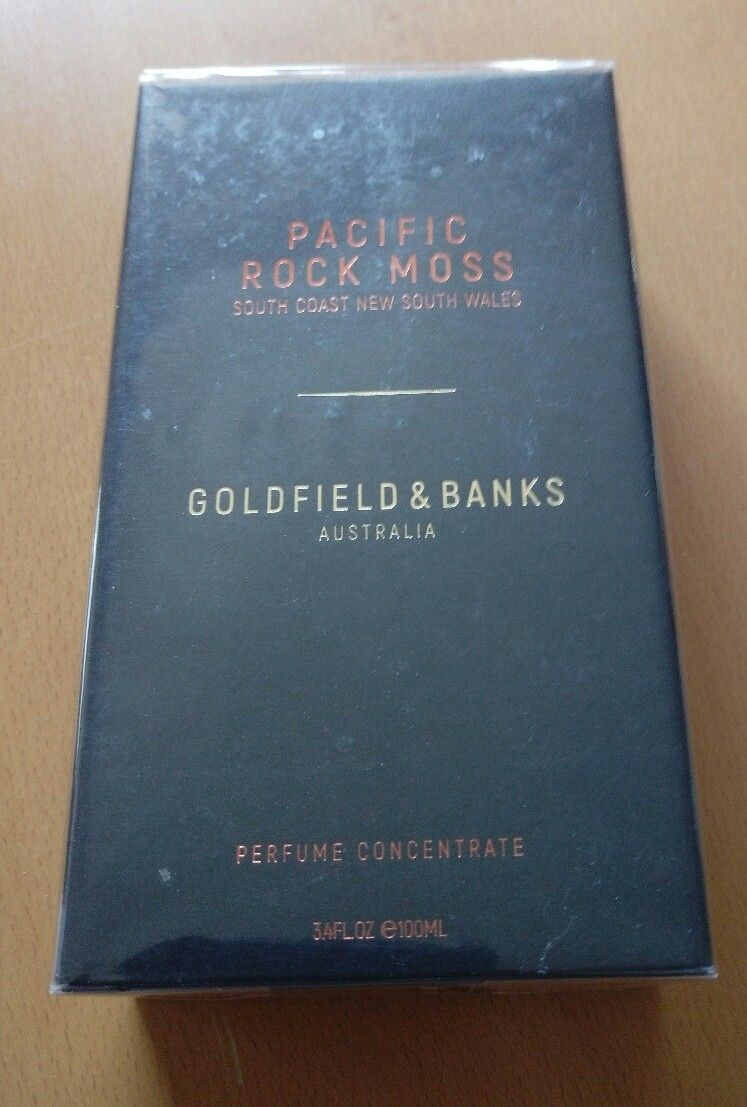 PACIFIC
ROCK MOSS
SOUTH COAST NEW SOUTH WALES
GOLDFIELD & BANKS
AUSTRALIA
PERFUME CONCENTRATE
3.4FL.OZ ℮100ML